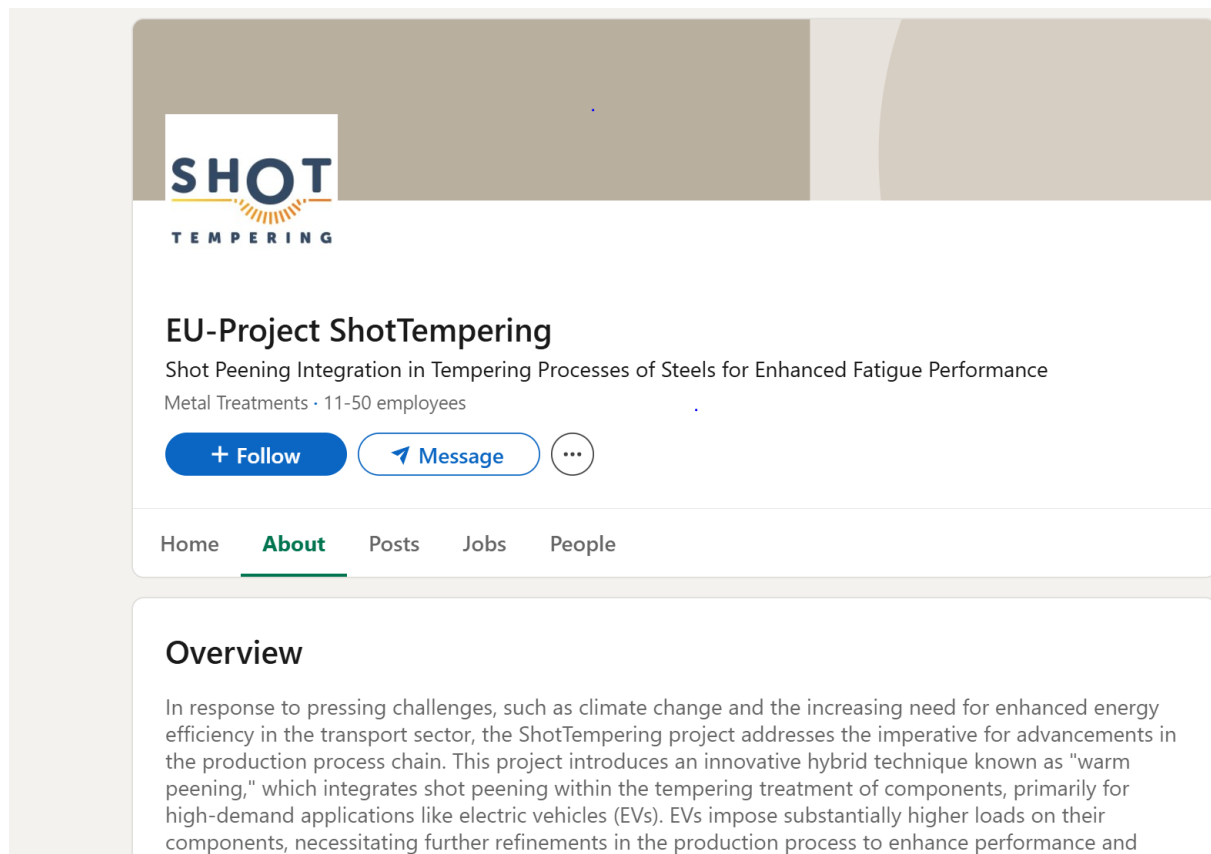 SHOT
TEMPERING
EU-Project ShotTempering
Shot Peening Integration in Tempering Processes of Steels for Enhanced Fatigue Performance
Metal Treatments · 11-50 employees
+ Follow
Message
Home About Posts Jobs People
Overview
In response to pressing challenges, such as climate change and the increasing need for enhanced energy
efficiency in the transport sector, the ShotTempering project addresses the imperative for advancements in
the production process chain. This project introduces an innovative hybrid technique known as "warm
peening," which integrates shot peening within the tempering treatment of components, primarily for
high-demand applications like electric vehicles (EVs). EVs impose substantially higher loads on their
components, necessitating further refinements in the production process to enhance performance and